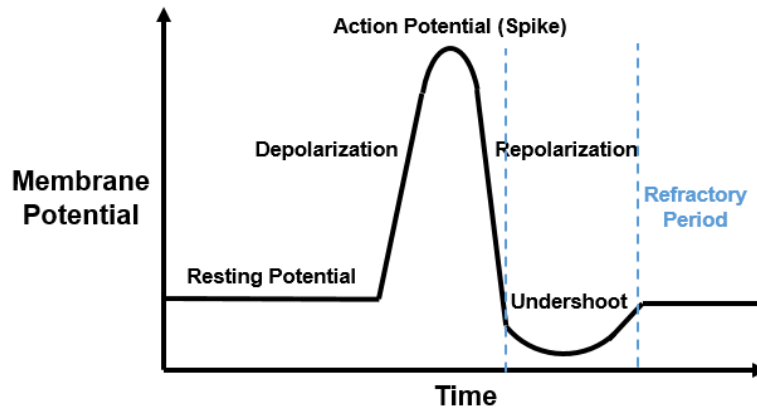 Action Potential (Spike)
Depolarization
Repolarization
Membrane
Potential
Refractory
Period
Resting Potential
Undershoot
Time